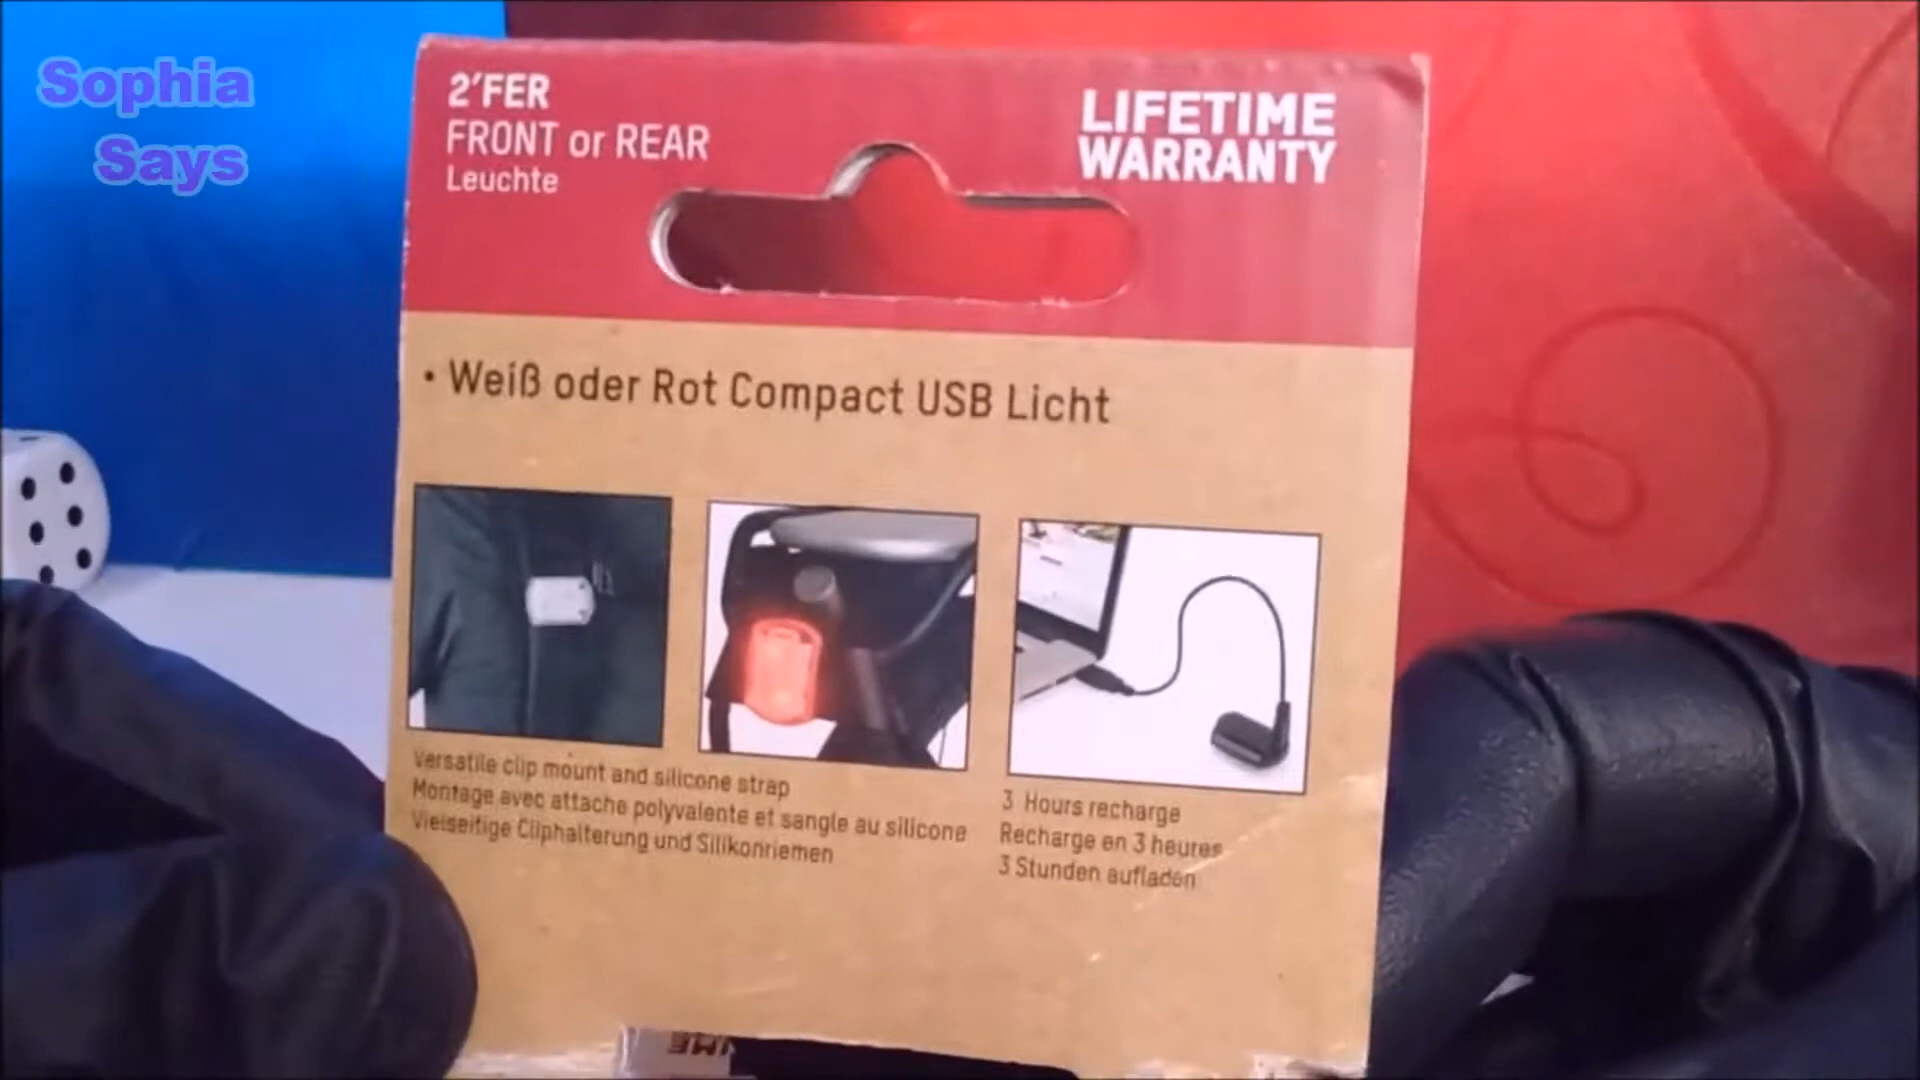 Sophia
Says
2'FER
FRONT or REAR
Leuchte
LIFETIME
WARRANTY
• Weiß oder Rot Compact USB Licht
Versatile clip mount and silicone strap
Montage avec attache polyvalente et sangle au silicone
Vielseitige Cliphalterung und Silikonriemen
3 Hours recharge
Recharge en 3 heures
3 Stunden aufladen